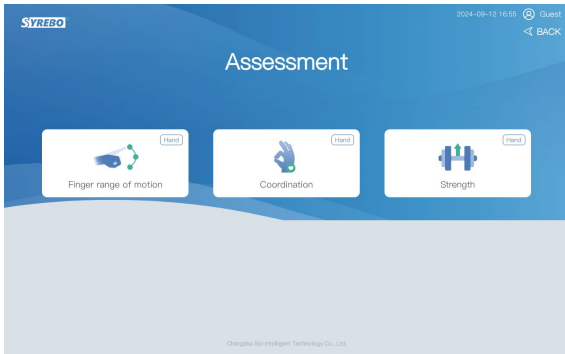 SYREBO
2024-09-12 16:55 Guest
BACK
Assessment
Hand
Finger range of motion
Hand
Coordination
Hand
Strength
Changsha Siyi Intelligent Technology Co., Ltd